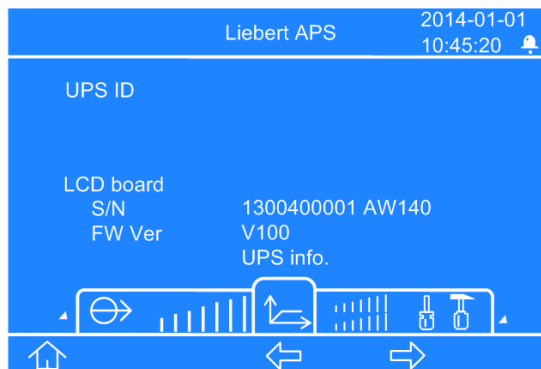 Liebert APS
2014-01-01
10:45:20
UPS ID
LCD board
S/N 1300400001 AW140
FW Ver V100
UPS info.